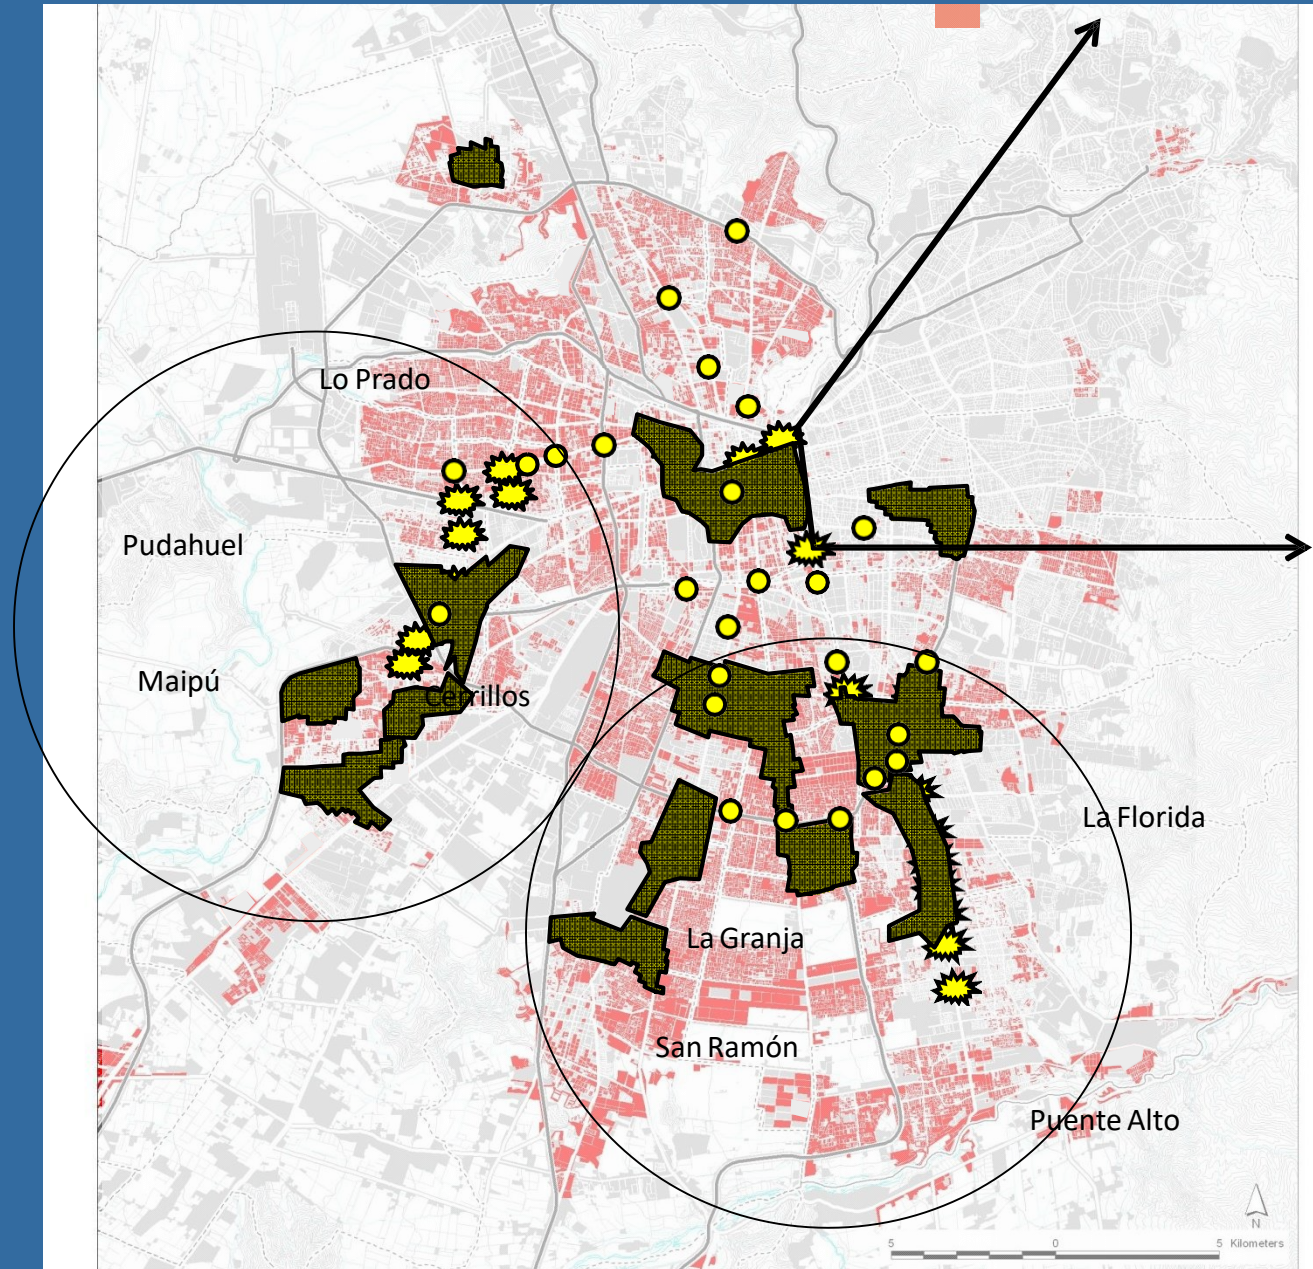 Lo Prado
Pudahuel
Maipú
Cerrillos
La Florida
La Granja
San Ramón
Puente Alto
N
5 0 5 Kilometers